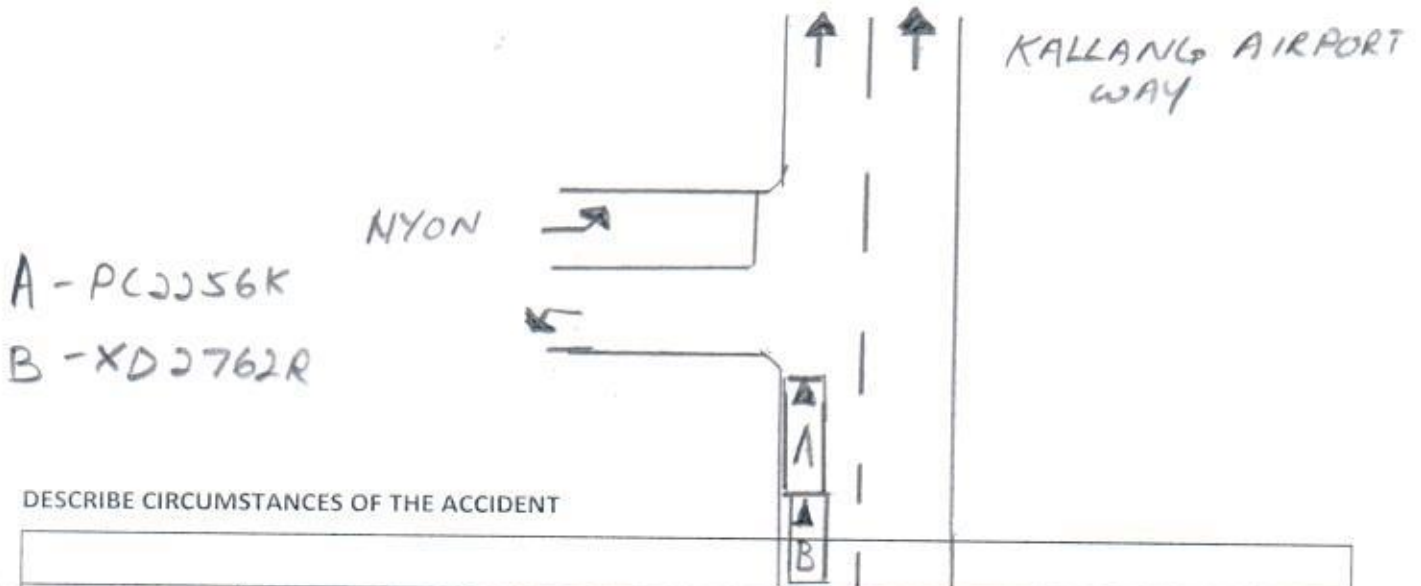 KALLANG AIRPORT
WAY
NYON
A - PC2256K
B - XD2762R
A
DESCRIBE CIRCUMSTANCES OF THE ACCIDENT
B